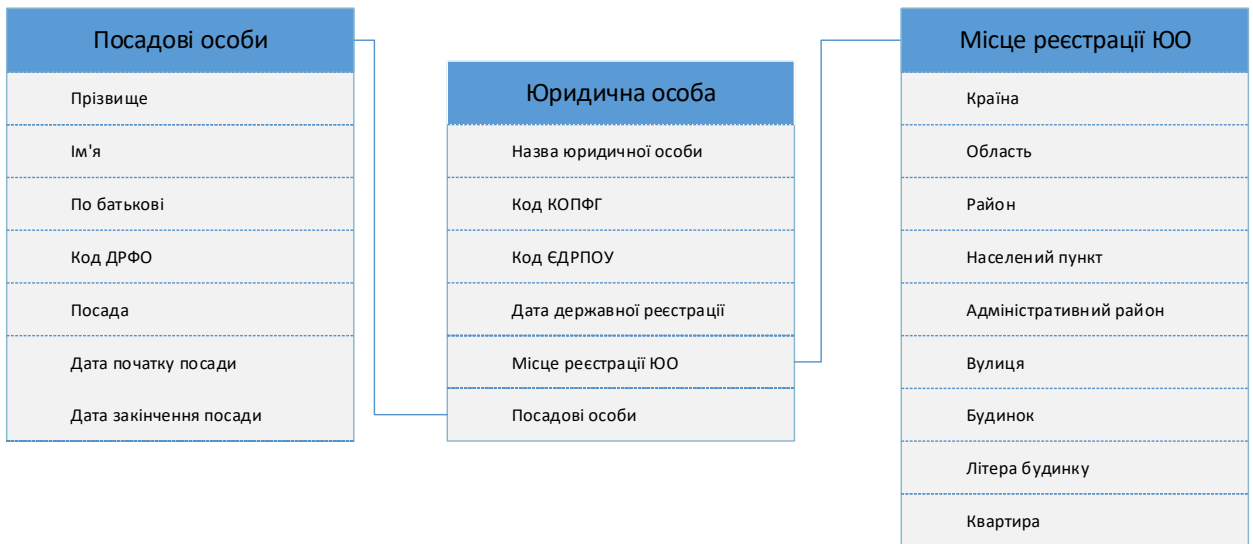 Посадові особи
Прізвище
Ім'я
По батькові
Код ДРФО
Посада
Дата початку посади
Дата закінчення посади
Юридична особа
Назва юридичної особи
Код КОПФГ
Код ЄДРПОУ
Дата державної реєстрації
Місце реєстрації ЮО
Посадові особи
Місце реєстрації ЮО
Країна
Область
Район
Населений пункт
Адміністративний район
Вулиця
Будинок
Літера будинку
Квартира